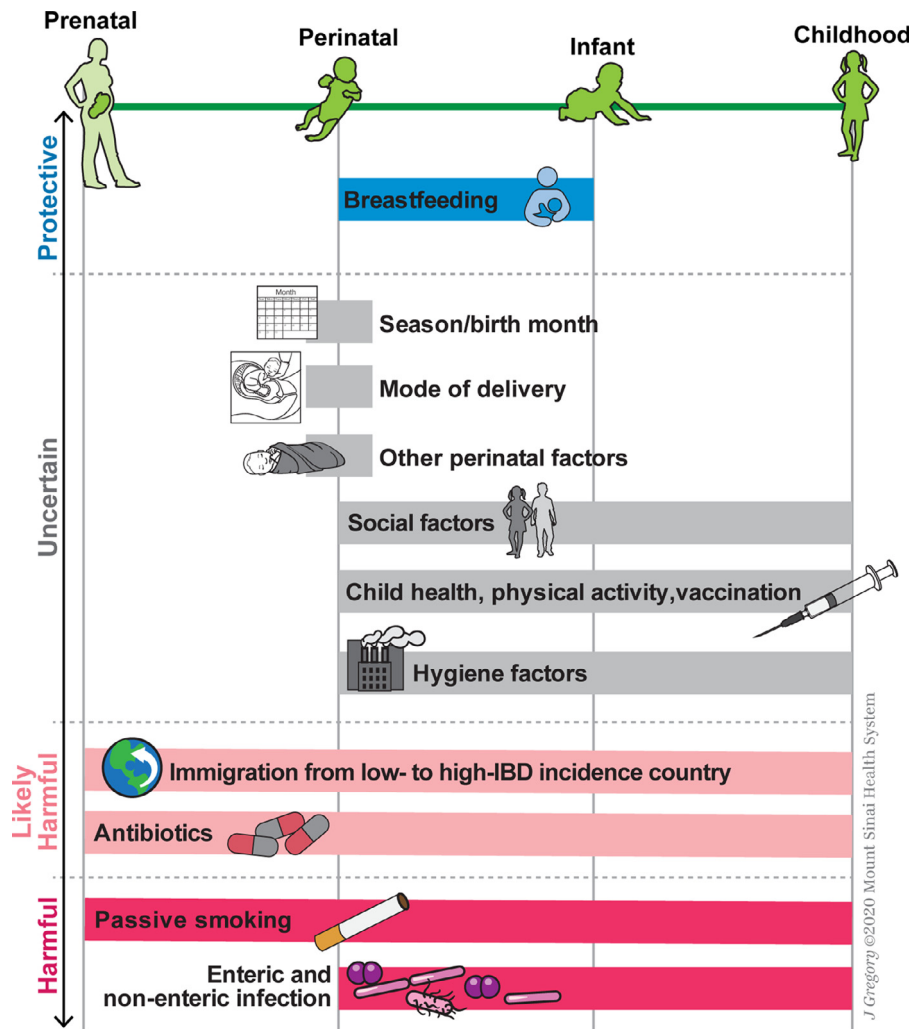 Prenatal
Perinatal
Infant
Childhood
Protective
Breastfeeding
Uncertain
Month
Season/birth month
Mode of delivery
Other perinatal factors
Social factors
Child health, physical activity,vaccination
Hygiene factors
Likely
Harmful
Immigration from low- to high-IBD incidence country
Antibiotics
Harmful
Passive smoking
Enteric and
non-enteric infection
J Gregory ©2020 Mount Sinai Health System